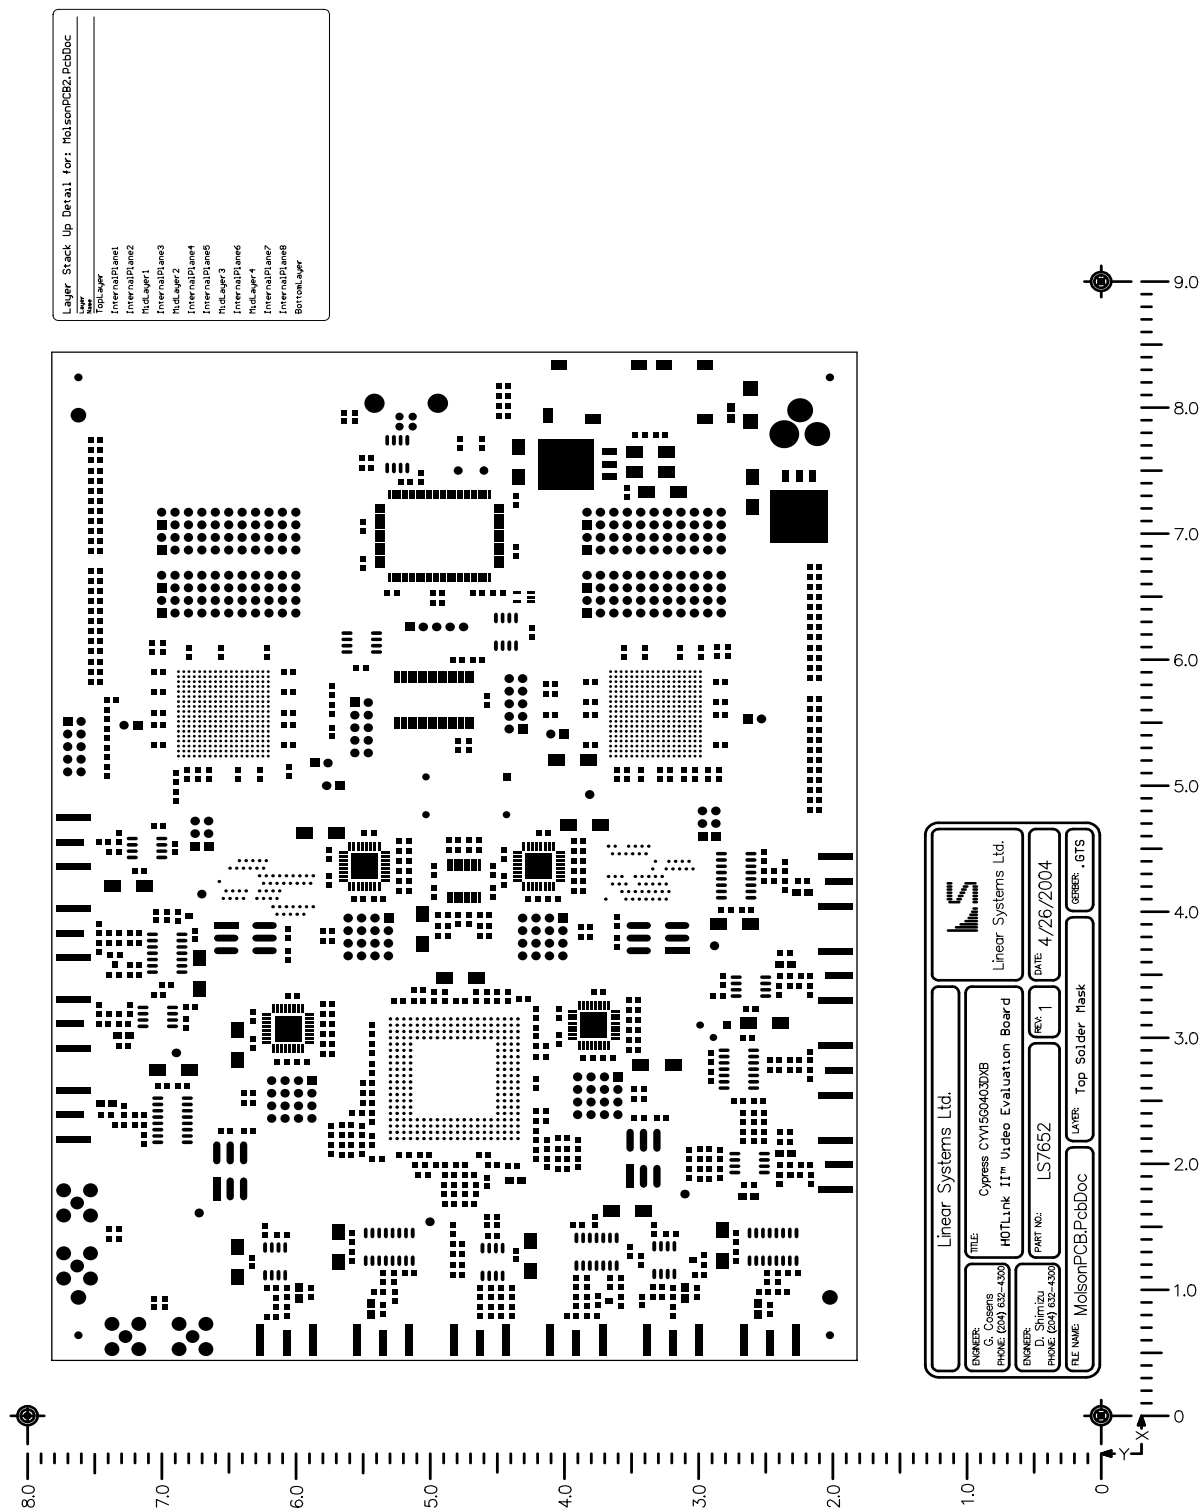 Layer Stack Up Detail for: MolsonPCB2.PcbDoc
Layer
Name
TopLayer
InternalPlane1
InternalPlane2
MidLayer1
InternalPlane3
MidLayer2
InternalPlane4
InternalPlane5
MidLayer3
InternalPlane6
MidLayer4
InternalPlane7
InternalPlane8
BottomLayer
Linear Systems Ltd.
LS
Linear Systems Ltd.
ENGINEER:
G. Cosens
PHONE: (204) 632-4300
TITLE:
Cypress CYV15G0403DXB
HOTLink II™ Video Evaluation Board
ENGINEER:
D. Shimizu
PHONE: (204) 632-4300
PART NO.: LS7652
REV: 1
DATE: 4/26/2004
FILE NAME: MolsonPCB.PcbDoc
LAYER: Top Solder Mask
GERBER: .GTS
9.0
8.0
7.0
6.0
5.0
4.0
3.0
2.0
1.0
0
X
Y
8.0
7.0
6.0
5.0
4.0
3.0
2.0
1.0
0